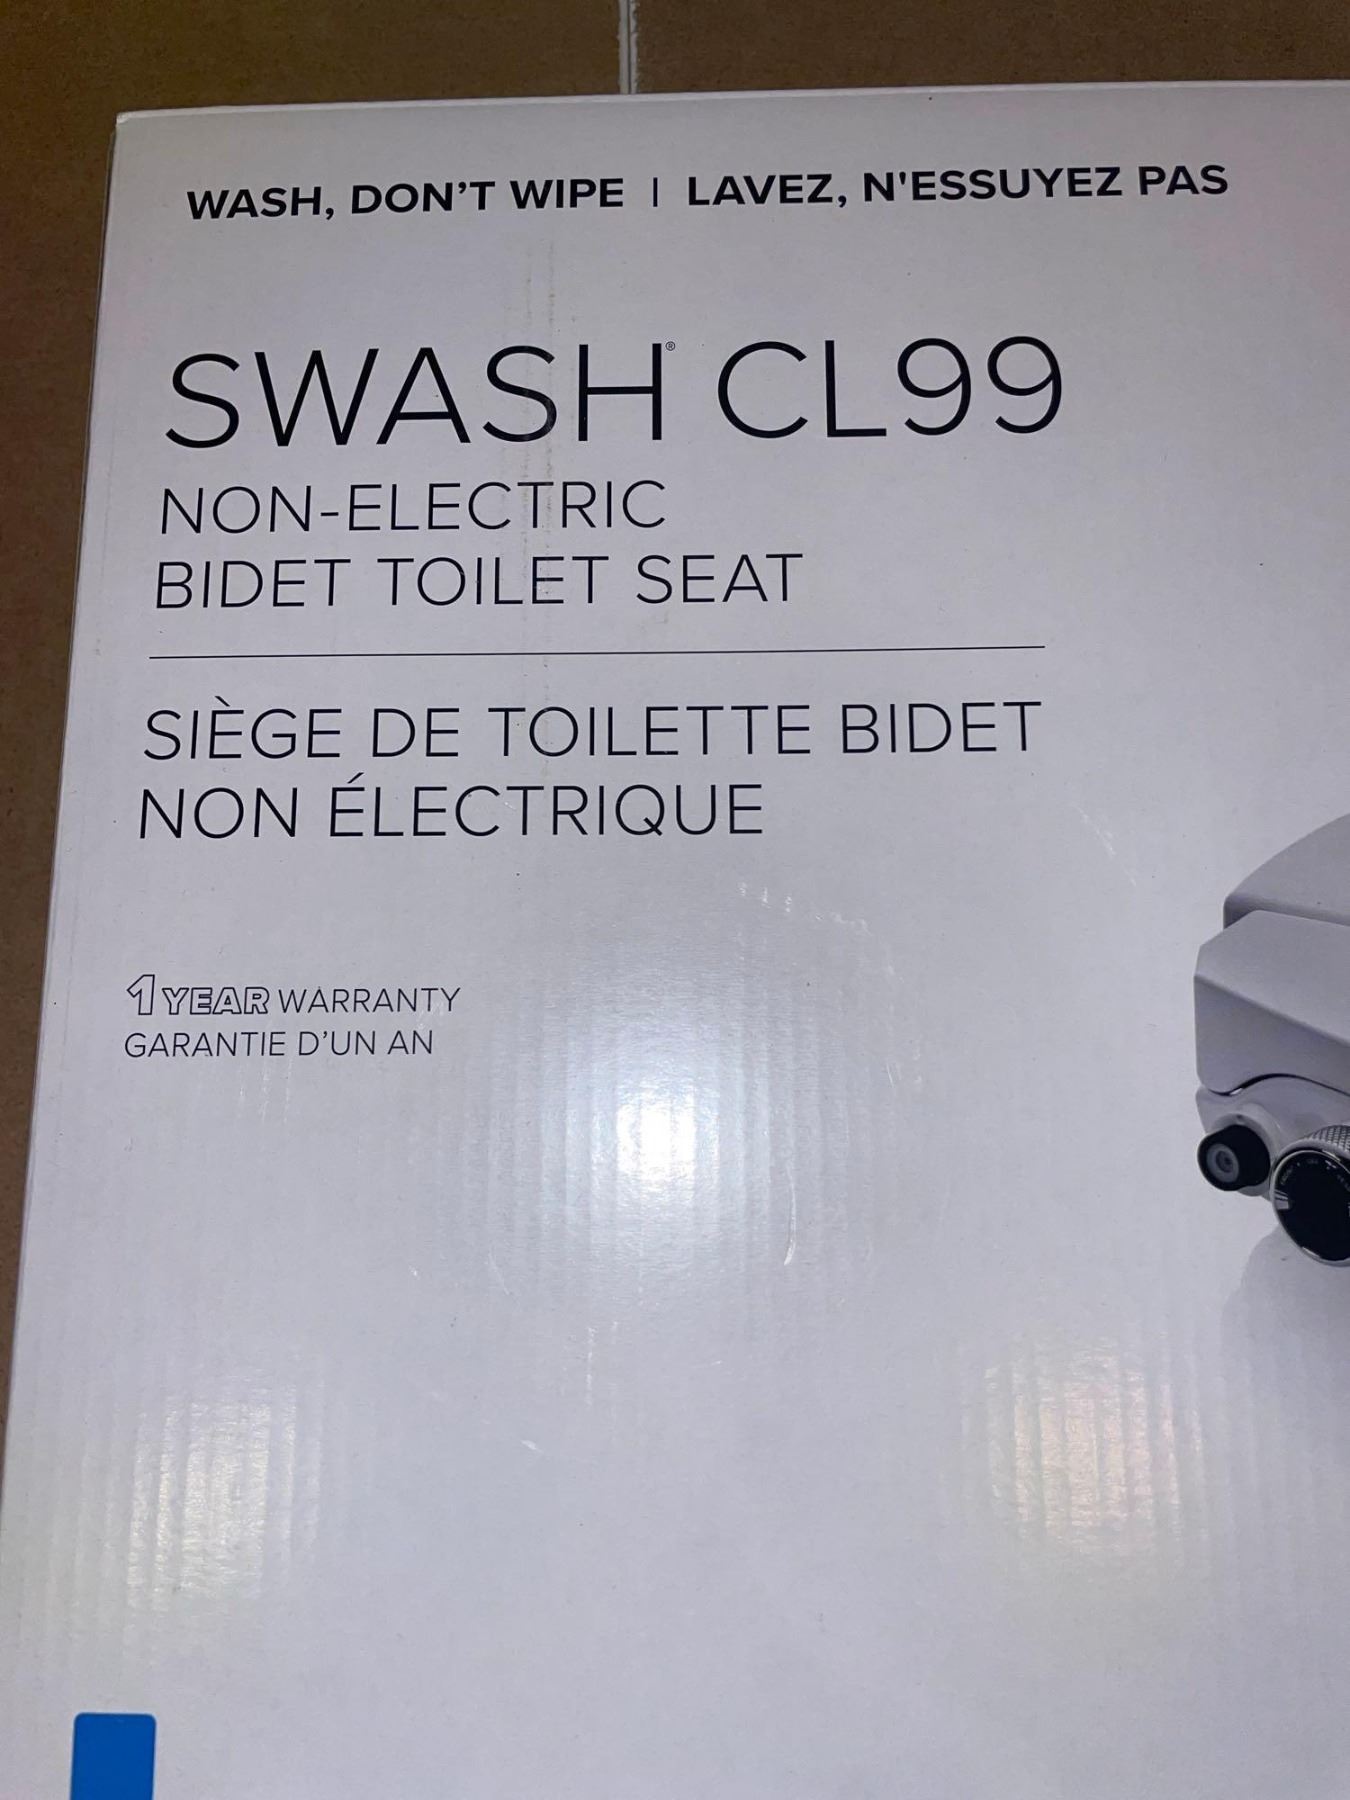 WASH, DON'T WIPE | LAVEZ, N'ESSUYEZ PAS
SWASH® CL99
NON-ELECTRIC
BIDET TOILET SEAT
SIÈGE DE TOILETTE BIDET
NON ÉLECTRIQUE
1 YEAR WARRANTY
GARANTIE D'UN AN